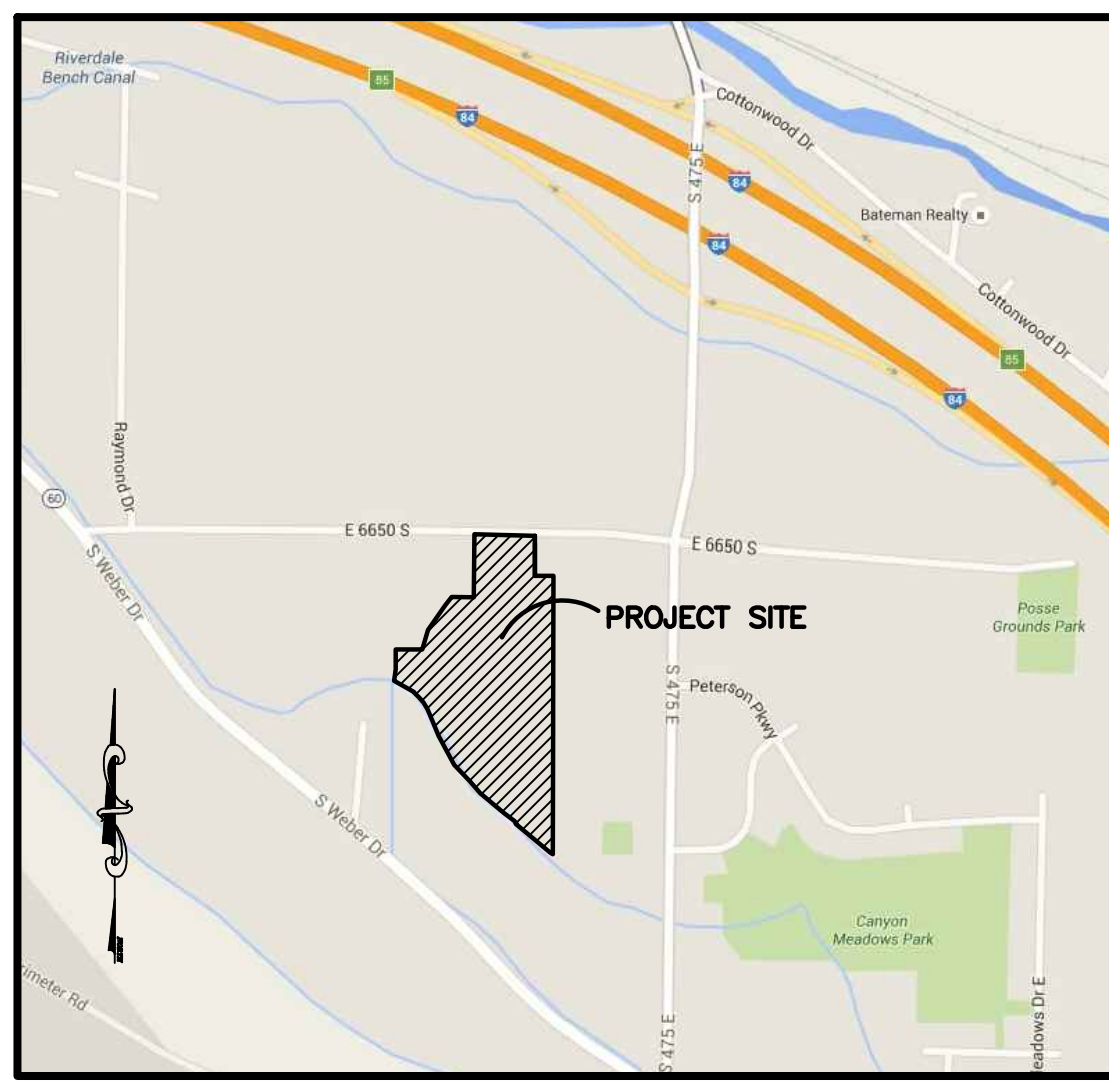 Riverdale
Bench Canal
85
84
Cottonwood Dr
S 475 E
84
Bateman Realty
84
Cottonwood Dr
85
84
Raymond Dr
60
E 6650 S
E 6650 S
S Weber Dr
Posse
Grounds Park
PROJECT SITE
S 475 E
Peterson Pkwy
S Weber Dr
Canyon
Meadows Park
rimeter Rd
S 475 E
eadows Dr E